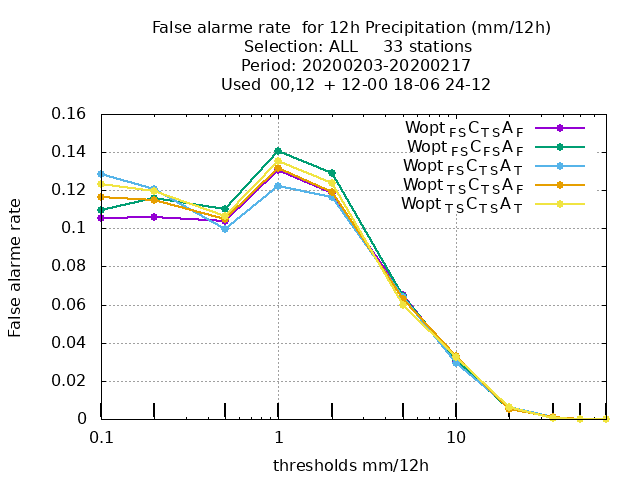 False alarme rate  for 12h Precipitation (mm/12h)
Selection: ALL     33 stations
Period: 20200203-20200217
Used  00,12  + 12-00 18-06 24-12
Wopt FS C TS A F
Wopt FS C FS A F
Wopt FS C TS A T
Wopt TS C TS A F
Wopt TS C TS A T
False alarme rate
0.16
0.14
0.12
0.1
0.08
0.06
0.04
0.02
0
0.1 1 10
thresholds mm/12h